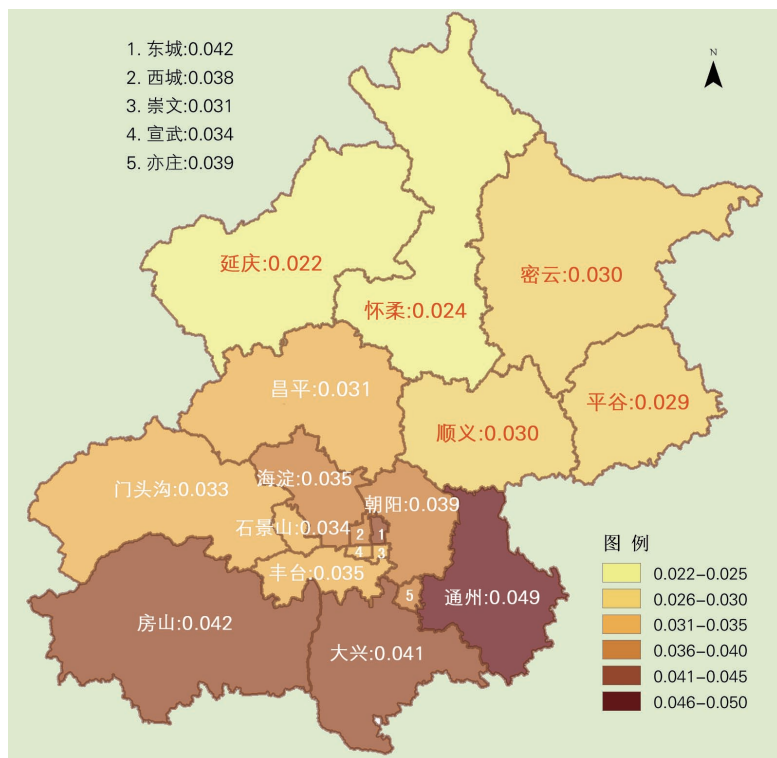 N
1. 东城:0.042
2. 西城:0.038
3. 崇文:0.031
4. 宣武:0.034
5. 亦庄:0.039
延庆:0.022
密云:0.030
怀柔:0.024
昌平:0.031
平谷:0.029
顺义:0.030
海淀:0.035
门头沟:0.033
朝阳:0.039
石景山:0.034
2
1
4
3
丰台:0.035
5
通州:0.049
房山:0.042
大兴:0.041
图 例
0.022-0.025
0.026-0.030
0.031-0.035
0.036-0.040
0.041-0.045
0.046-0.050